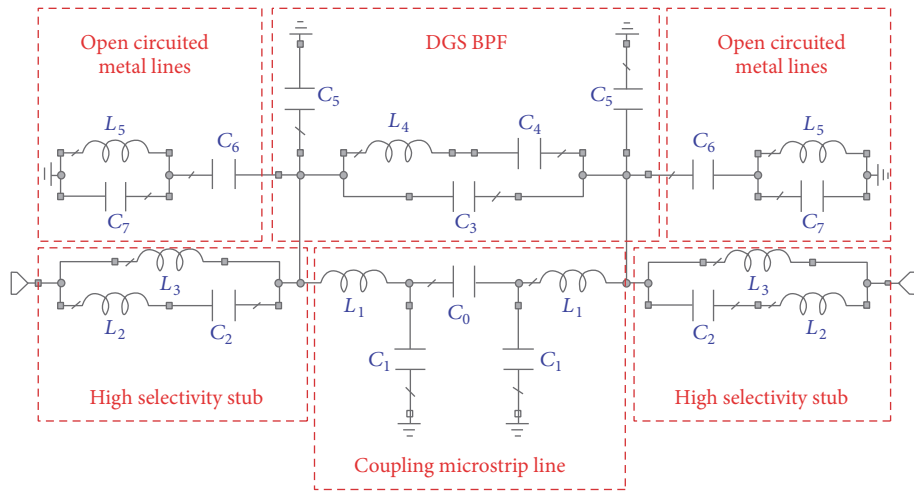 Open circuited
metal lines
L5
C6
C7
DGS BPF
C5
C5
L4
C4
C3
Open circuited
metal lines
L5
C6
C7
L3
L2
C2
High selectivity stub
L1
C0
L1
C1
C1
Coupling microstrip line
L3
C2
L2
High selectivity stub